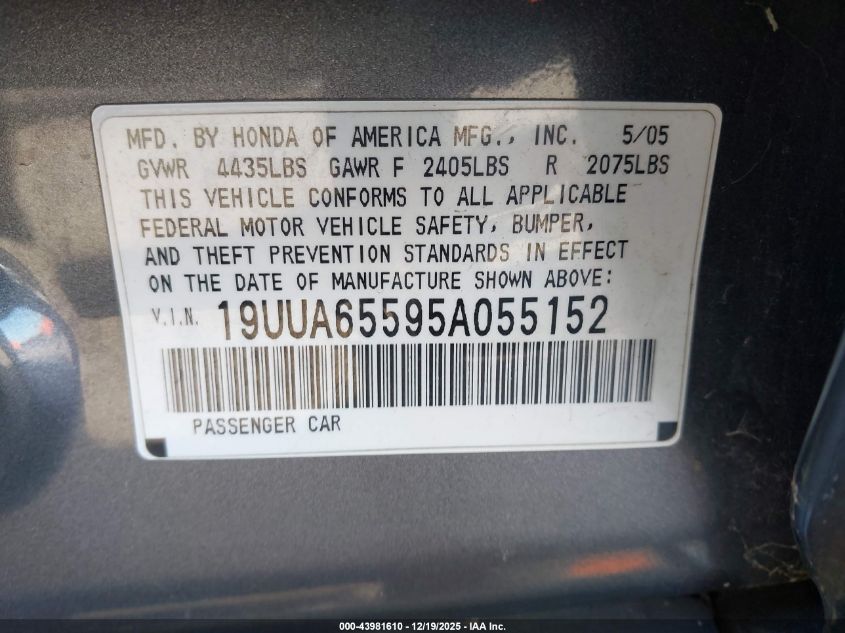 MFD. BY HONDA OF AMERICA MFG., INC. 5/05
GVWR 4435LBS GAWR F 2405LBS R 2075LBS
THIS VEHICLE CONFORMS TO ALL APPLICABLE
FEDERAL MOTOR VEHICLE SAFETY, BUMPER,
AND THEFT PREVENTION STANDARDS IN EFFECT
ON THE DATE OF MANUFACTURE SHOWN ABOVE:
V.I.N. 19UUA65595A055152
PASSENGER CAR
000-43981610 - 12/19/2025 - IAA Inc.